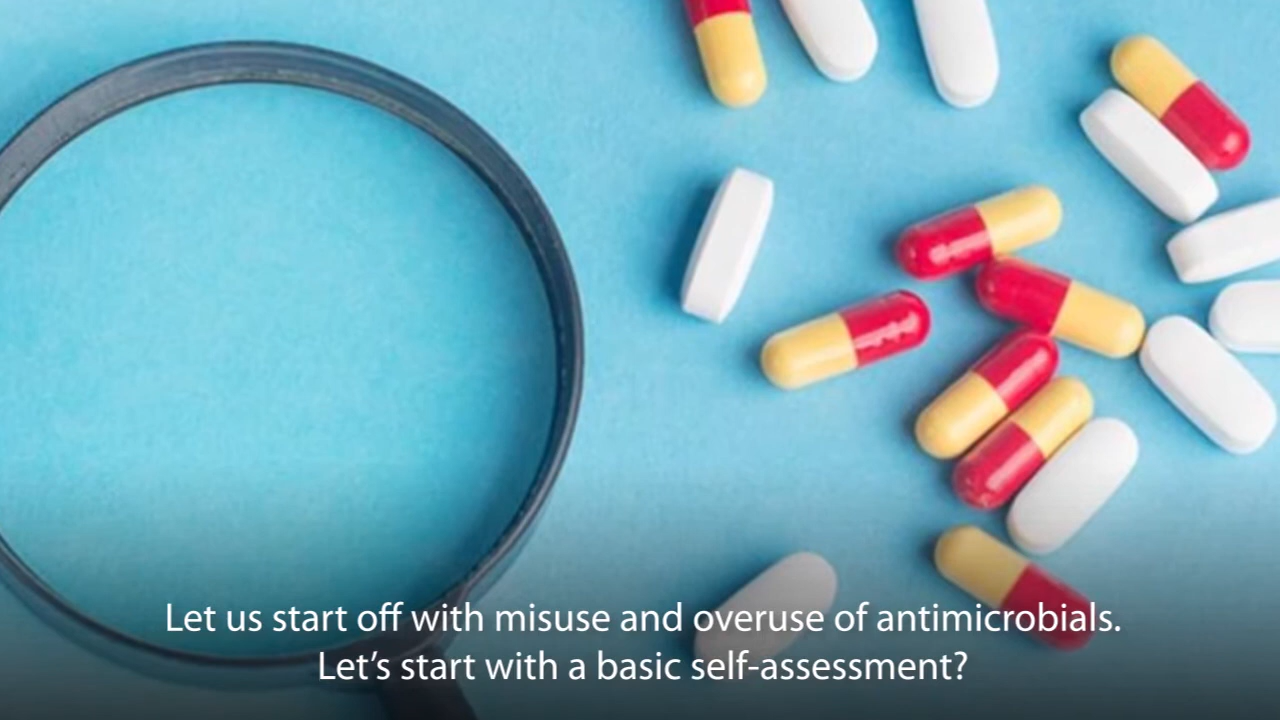 Let us start off with misuse and overuse of antimicrobials.
Let’s start with a basic self-assessment?